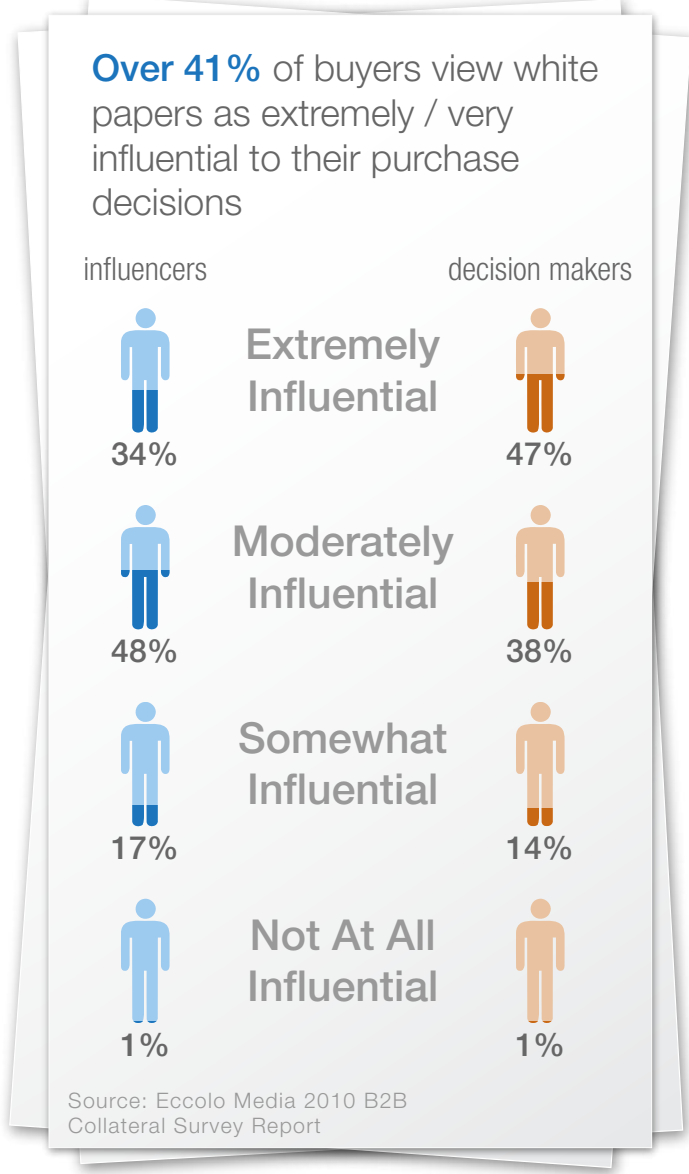 Over 41% of buyers view white
papers as extremely / very
influential to their purchase
decisions
influencers
decision makers
Extremely
Influential
34%
47%
Moderately
Influential
48%
38%
Somewhat
Influential
17%
14%
Not At All
Influential
1%
1%
Source: Eccolo Media 2010 B2B
Collateral Survey Report